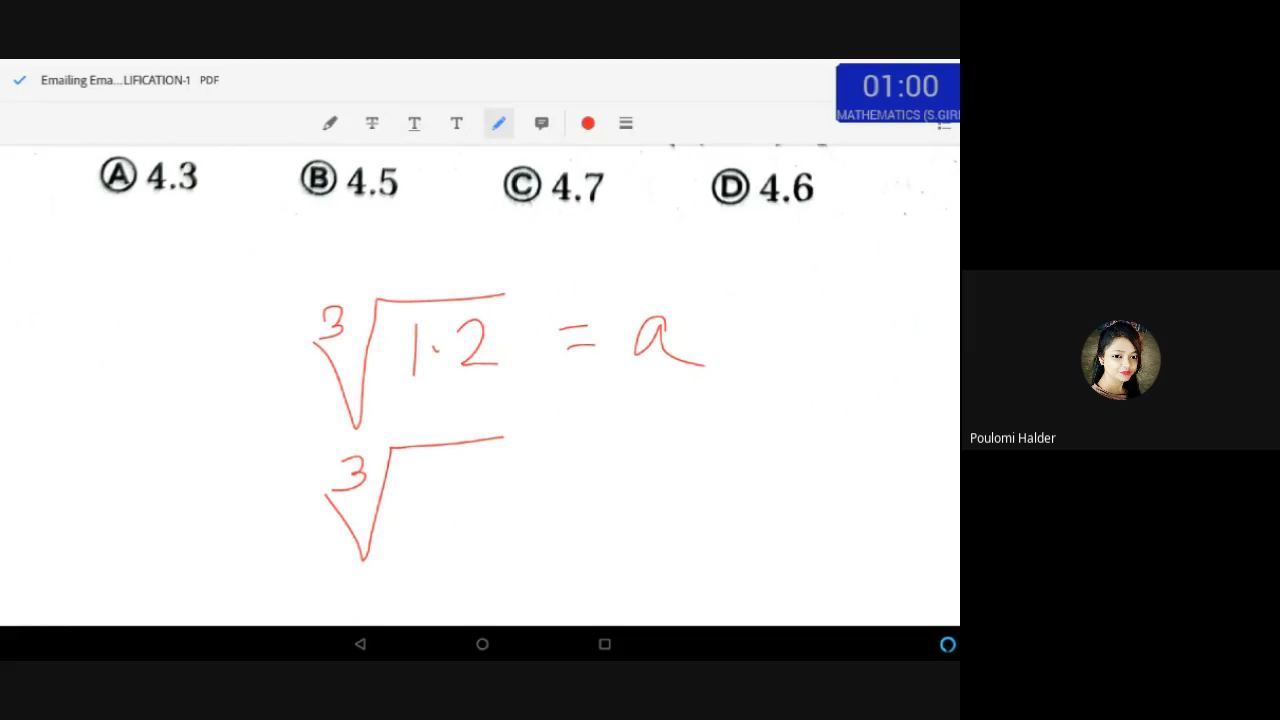 Emailing Ema...LIFICATION-1 PDF
01:00
MATHEMATICS (S.GIRI
T T T
Ⓐ 4.3 Ⓑ 4.5 Ⓒ 4.7 Ⓓ 4.6
∛1.2 = a
∛
Poulomi Halder